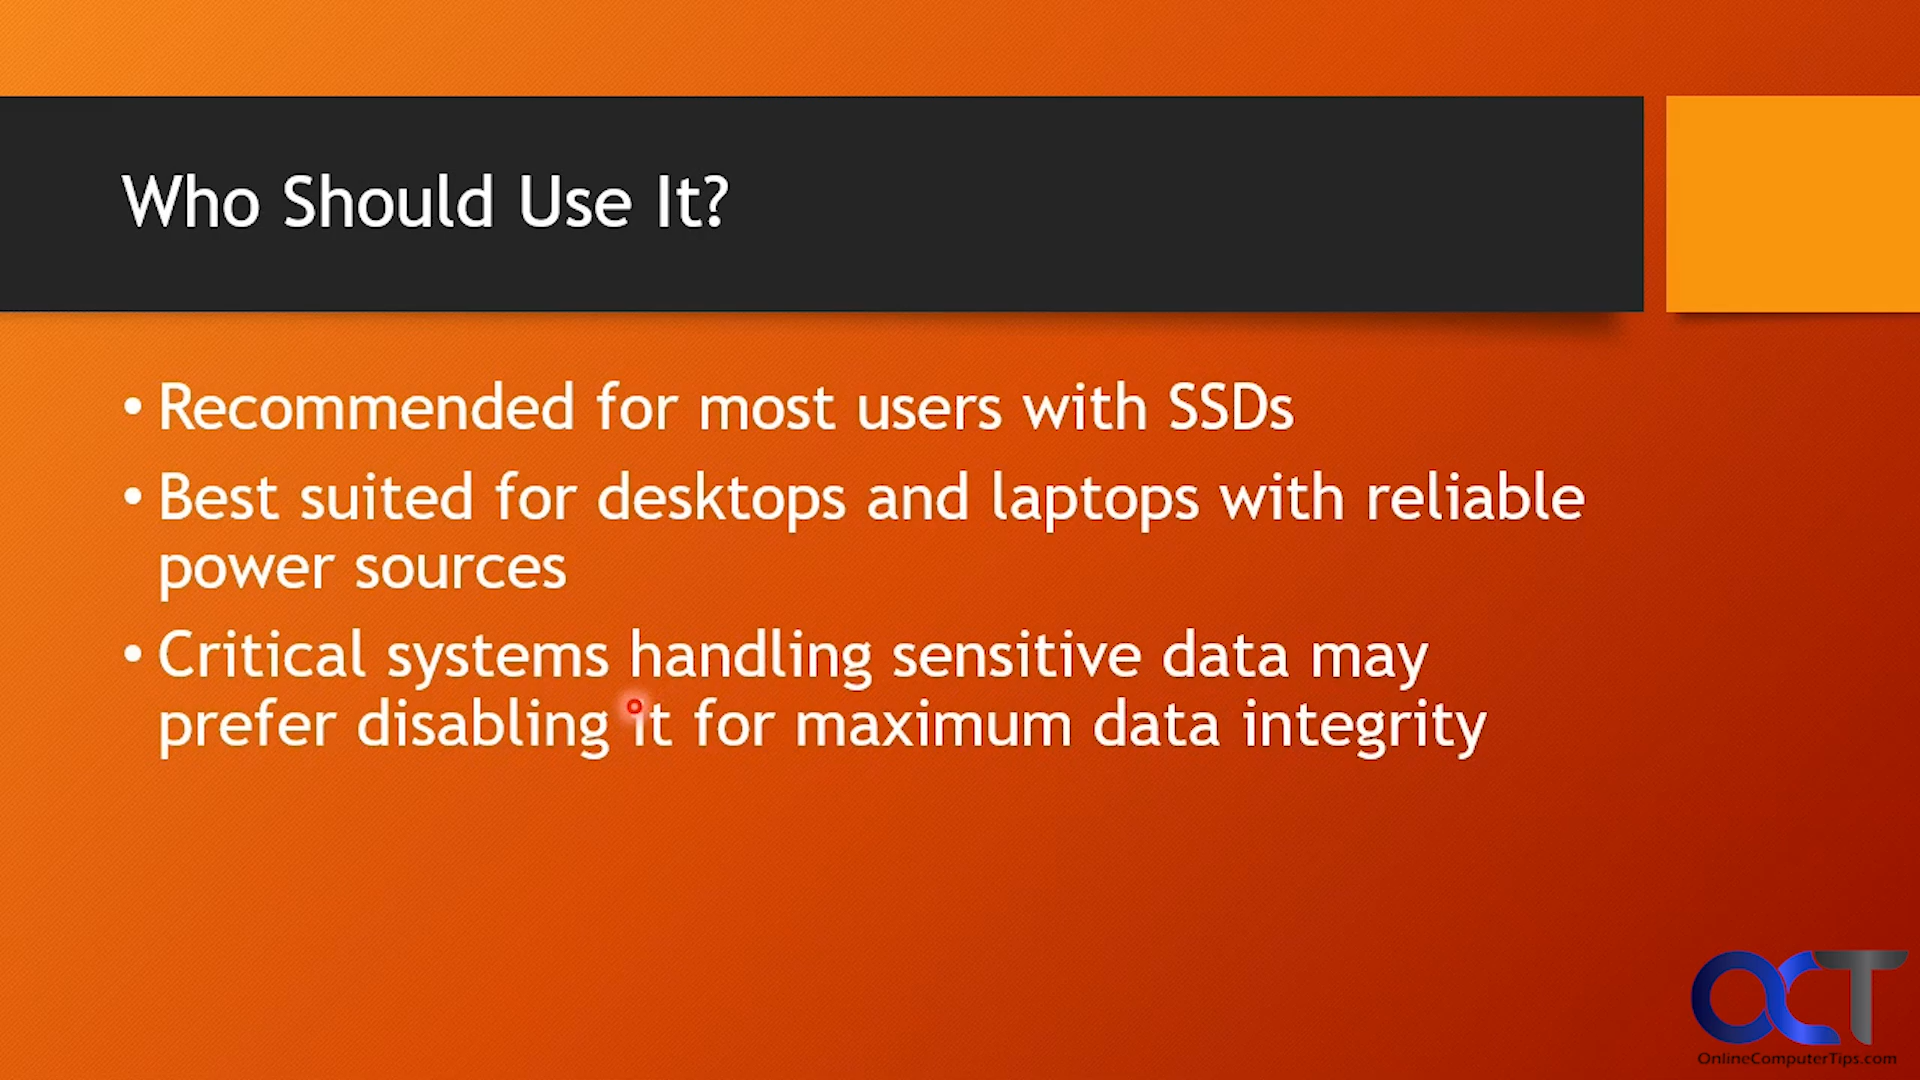 Who Should Use It?
• Recommended for most users with SSDs
• Best suited for desktops and laptops with reliable
power sources
• Critical systems handling sensitive data may
prefer disabling it for maximum data integrity
OCT
OnlineComputerTips.com